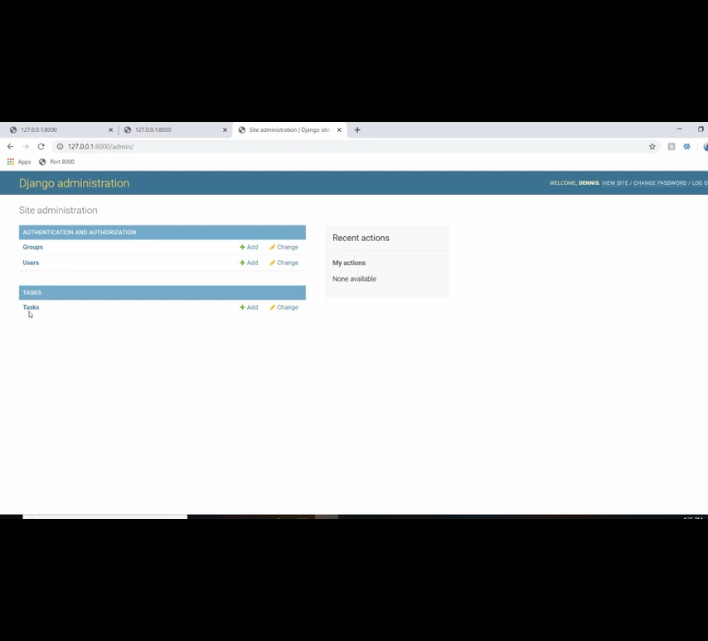 127.0.0.1:8000 127.0.0.1:8000 Site administration | Django site
127.0.0.1:8000/admin/
Apps Port 8000
Django administration
WELCOME, DENNIS. VIEW SITE / CHANGE PASSWORD / LOG O
Site administration
AUTHENTICATION AND AUTHORIZATION
Groups + Add Change
Users + Add Change
TASKS
Tasks + Add Change
Recent actions
My actions
None available